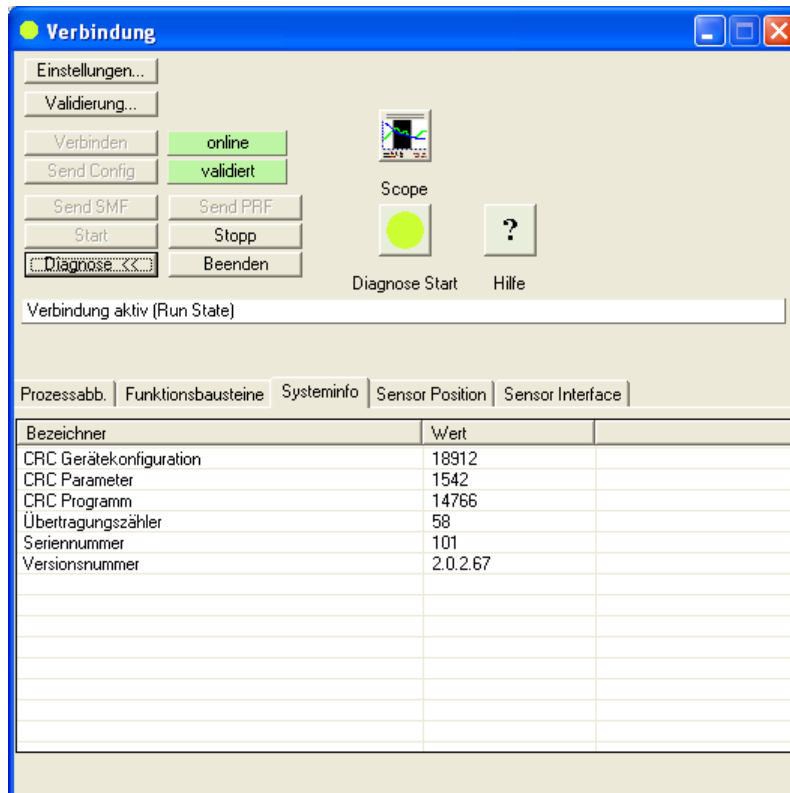 Verbindung
Einstellungen...
Validierung...
Verbinden online
Send Config validiert
Scope
Send SMF Send PRF
Start Stopp ?
Diagnose << Beenden
Diagnose Start Hilfe
Verbindung aktiv (Run State)
Prozessabb. Funktionsbausteine Systeminfo Sensor Position Sensor Interface
Bezeichner Wert
CRC Gerätekonfiguration 18912
CRC Parameter 1542
CRC Programm 14766
Übertragungszähler 58
Seriennummer 101
Versionsnummer 2.0.2.67